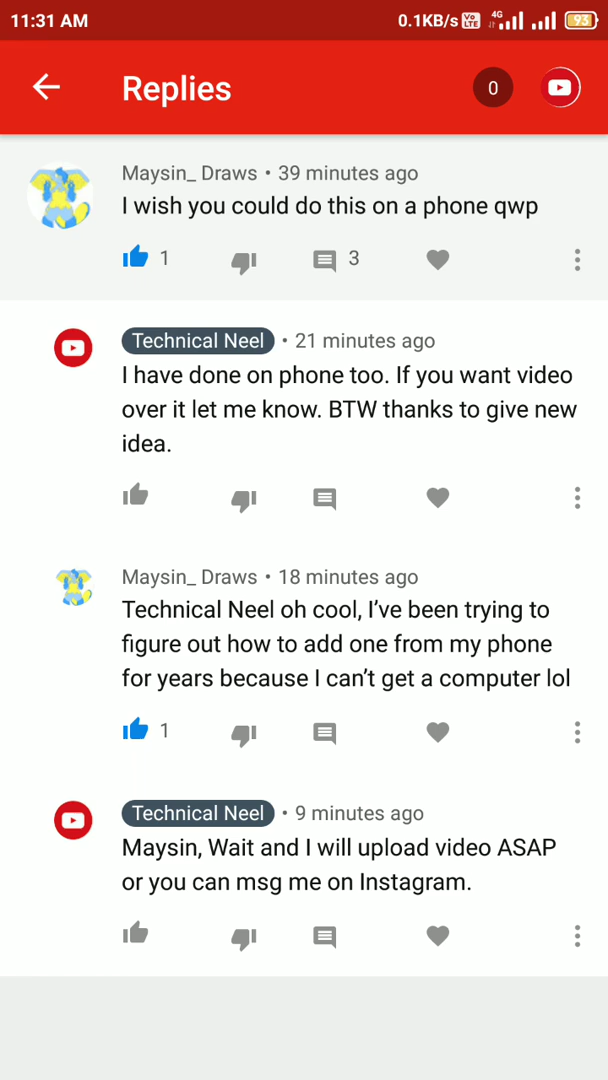 11:31 AM
0.1KB/s Vo LTE 4G 93
Replies
0
Maysin_ Draws • 39 minutes ago
I wish you could do this on a phone qwp
1
3
Technical Neel • 21 minutes ago
I have done on phone too. If you want video
over it let me know. BTW thanks to give new
idea.
Maysin_ Draws • 18 minutes ago
Technical Neel oh cool, I’ve been trying to
figure out how to add one from my phone
for years because I can’t get a computer lol
1
Technical Neel • 9 minutes ago
Maysin, Wait and I will upload video ASAP
or you can msg me on Instagram.